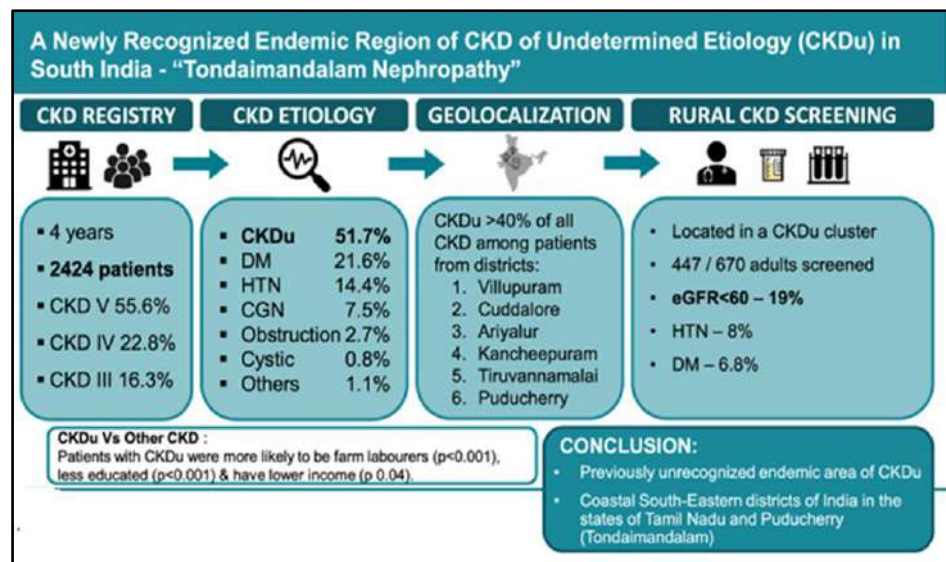 A Newly Recognized Endemic Region of CKD of Undetermined Etiology (CKDu) in
South India - “Tondaimandalam Nephropathy”
CKD REGISTRY
▪ 4 years
▪ 2424 patients
▪ CKD V 55.6%
▪ CKD IV 22.8%
▪ CKD III 16.3%
CKD ETIOLOGY
▪ CKDu 51.7%
▪ DM 21.6%
▪ HTN 14.4%
▪ CGN 7.5%
▪ Obstruction 2.7%
▪ Cystic 0.8%
▪ Others 1.1%
GEOLOCALIZATION
CKDu >40% of all
CKD among patients
from districts:
1. Villupuram
2. Cuddalore
3. Ariyalur
4. Kancheepuram
5. Tiruvannamalai
6. Puducherry
RURAL CKD SCREENING
• Located in a CKDu cluster
• 447 / 670 adults screened
• eGFR<60 – 19%
• HTN – 8%
• DM – 6.8%
CKDu Vs Other CKD :
Patients with CKDu were more likely to be farm labourers (p<0.001),
less educated (p<0.001) & have lower income (p 0.04).
CONCLUSION:
• Previously unrecognized endemic area of CKDu
• Coastal South-Eastern districts of India in the
states of Tamil Nadu and Puducherry
(Tondaimandalam)